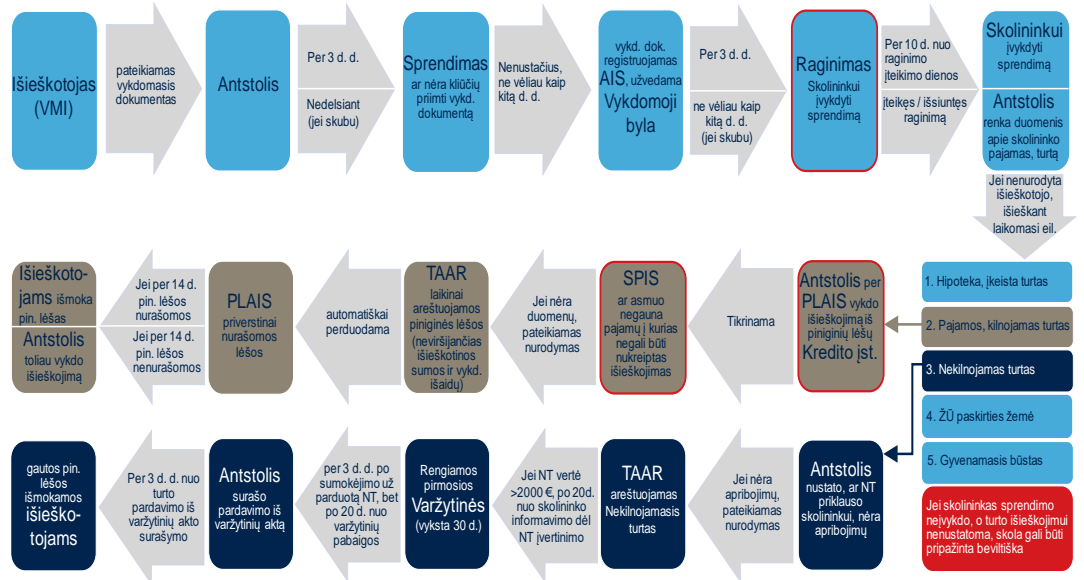 Išieškotojas
(VMI)
pateikiamas
vykdomasis
dokumentas
Antstolis
Per 3 d. d.
Nedelsiant
(jei skubu)
Sprendimas
ar nėra kliūčių
priimti vykd.
dokumentą
Nenustačius,
ne vėliau kaip
kitą d. d.
vykd. dok.
registruojamas
AIS, užvedama
Vykdomoji
byla
Per 3 d. d.
ne vėliau kaip
kitą d. d.
(jei skubu)
Raginimas
Skolininkui
įvykdyti
sprendimą
Per 10 d. nuo
raginimo
įteikimo dienos
įteikęs / išsiuntęs
raginimą
Skolininkui
įvykdyti
sprendimą
Antstolis
renka duomenis
apie skolininko
pajamas, turtą
Jei nenurodyta
išieškotojo,
išieškant
laikomasi eil.
1. Hipoteka, įkeista turtas
2. Pajamos, kilnojamas turtas
3. Nekilnojamas turtas
4. ŽŪ paskirties žemė
5. Gyvenamasis būstas
Jei skolininkas sprendimo
neįvykdo, o turto išieškojimui
nenustatoma, skola gali būti
pripažinta beviltiška
Antstolis per
PLAIS vykdo
išieškojimą iš
piniginių lėšų
Kredito įst.
Tikrinama
SPIS
ar asmuo
negauna
pajamų į kurias
negali būti
nukreiptas
išieškojimas
Jei nėra
duomenų,
pateikiamas
nurodymas
TAAR
laikinai
areštuojamos
piniginės lėšos
(neviršijančias
išieškotinos
sumos ir vykd.
išaidų)
automatiškai
perduodama
PLAIS
priverstinai
nurašomos
lėšos
Jei per 14 d.
pin. lėšos
nurašomos
Jei per 14 d.
pin. lėšos
nenurašomos
Išieškoto-
jams išmoka
pin. lėšas
Antstolis
toliau vykdo
išieškojimą
Antstolis
nustato, ar NT
priklauso
skolininkui, nėra
apribojimų
Jei nėra
apribojimų,
pateikiamas
nurodymas
TAAR
areštuojamas
Nekilnojamasis
turtas
Jei NT vertė
>2000 €, po 20d.
nuo skolininko
informavimo dėl
NT įvertinimo
Rengiamos
pirmosios
Varžytinės
(vyksta 30 d.)
per 3 d. d. po
sumokėjimo už
parduotą NT, bet
po 20 d. nuo
varžytinių
pabaigos
Antstolis
surašo
pardavimo iš
varžytinių aktą
Per 3 d. d. nuo
turto
pardavimo iš
varžytinių akto
surašymo
gautos pin.
lėšos
išmokamos
išieško-
tojams